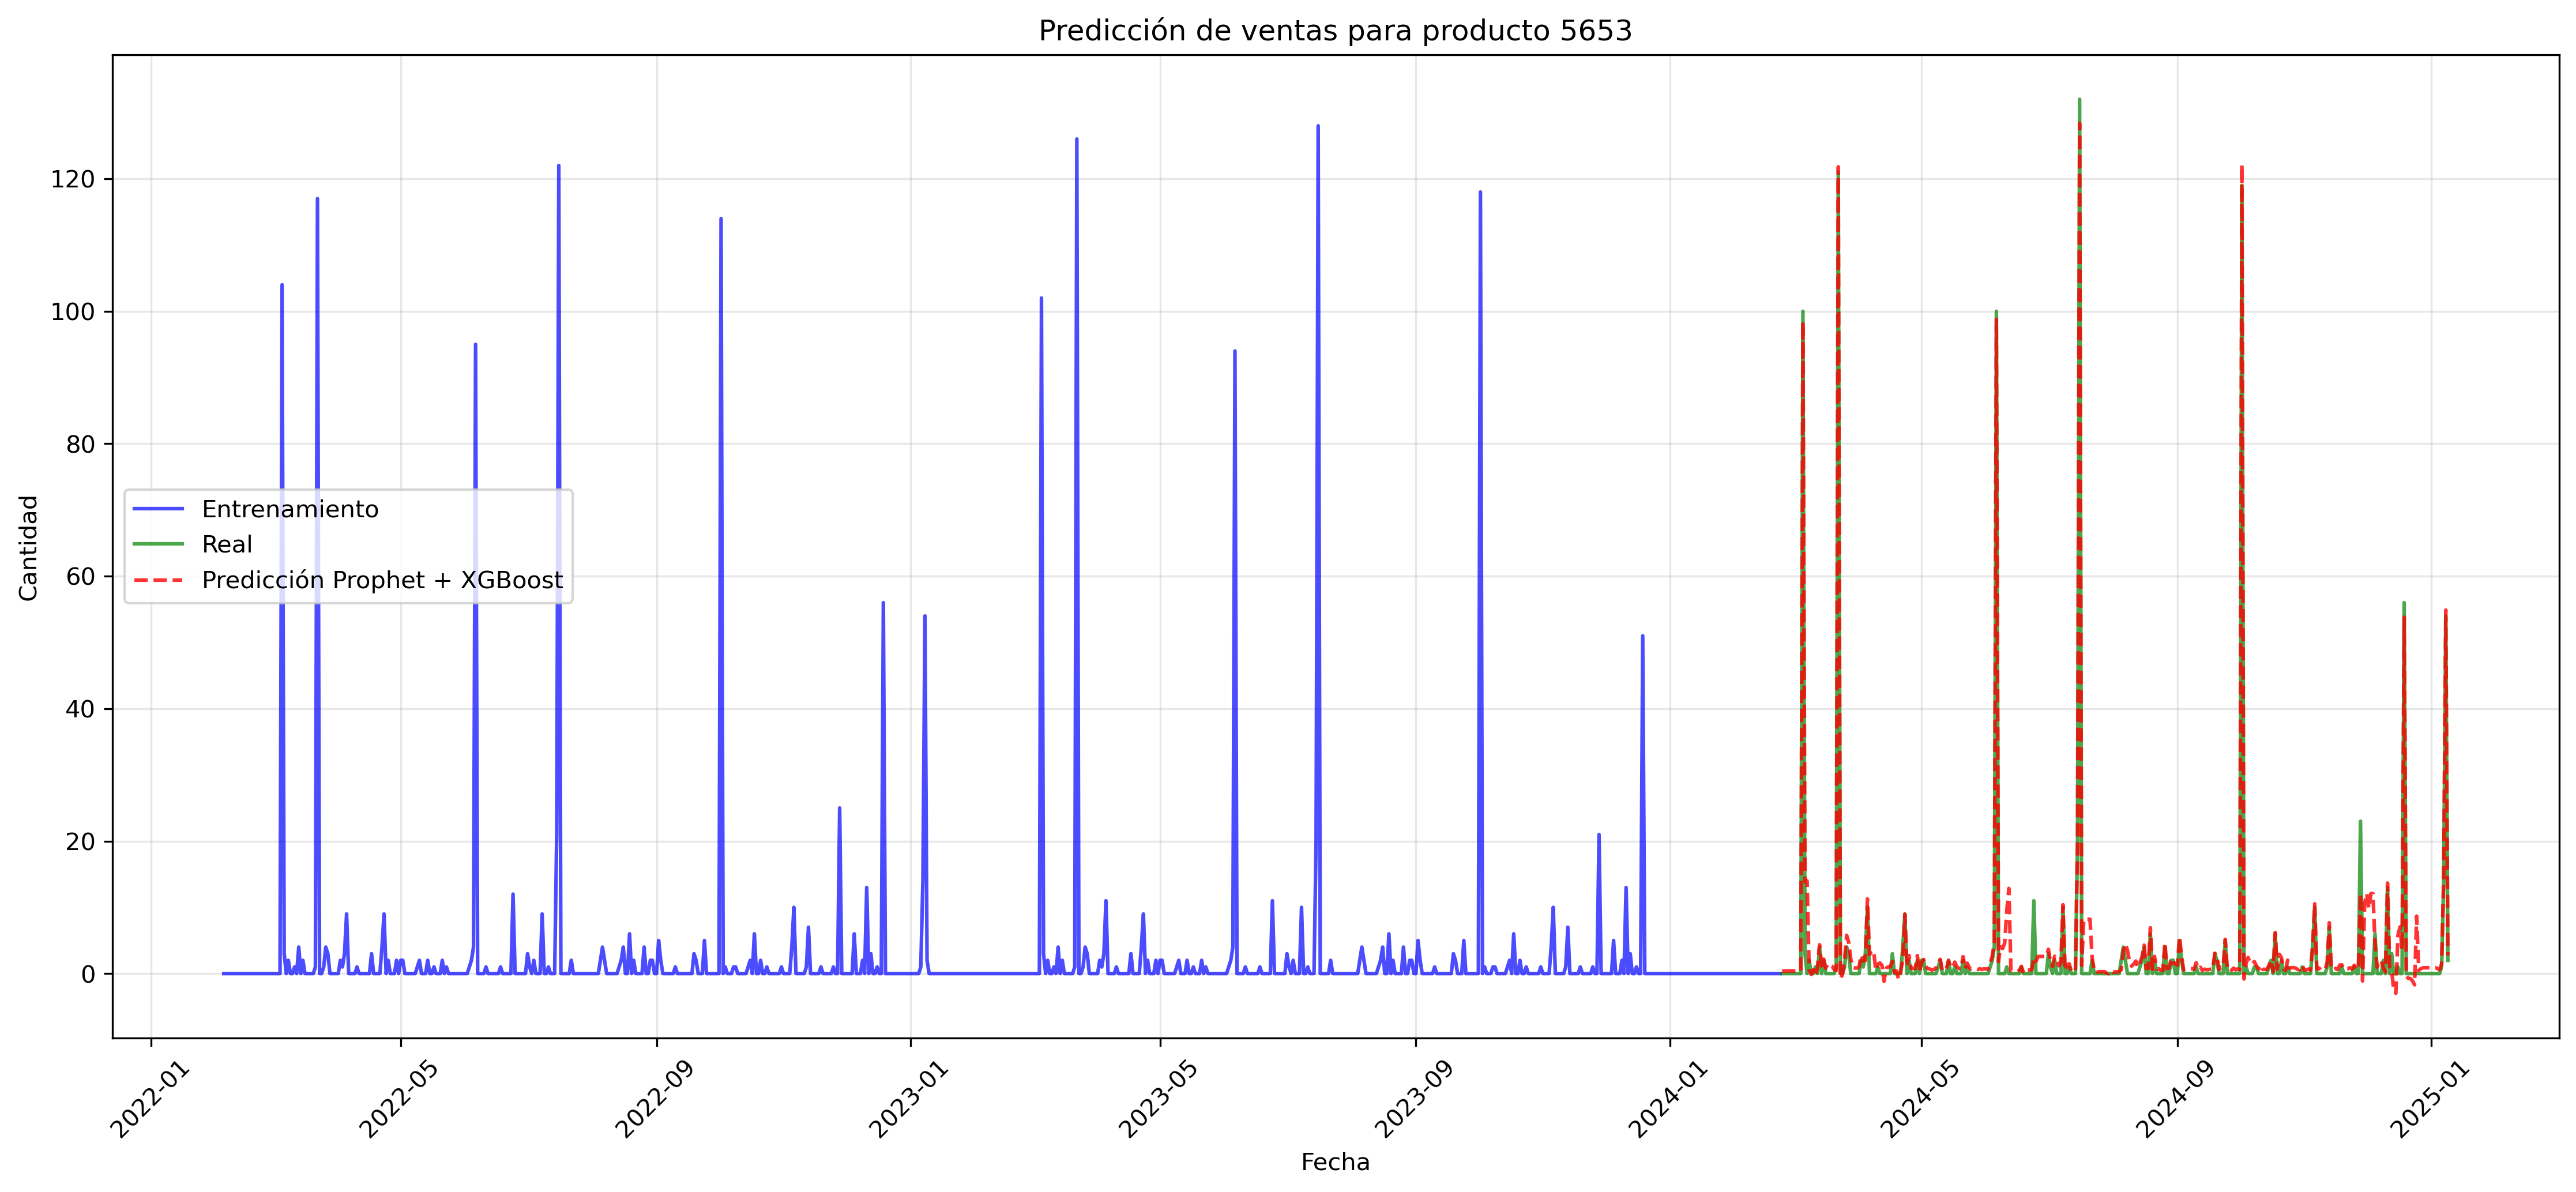 Predicción de ventas para producto 5653
Cantidad
120
100
80
60
40
20
0
Entrenamiento
Real
Predicción Prophet + XGBoost
2022-01
2022-05
2022-09
2023-01
2023-05
2023-09
2024-01
2024-05
2024-09
2025-01
Fecha